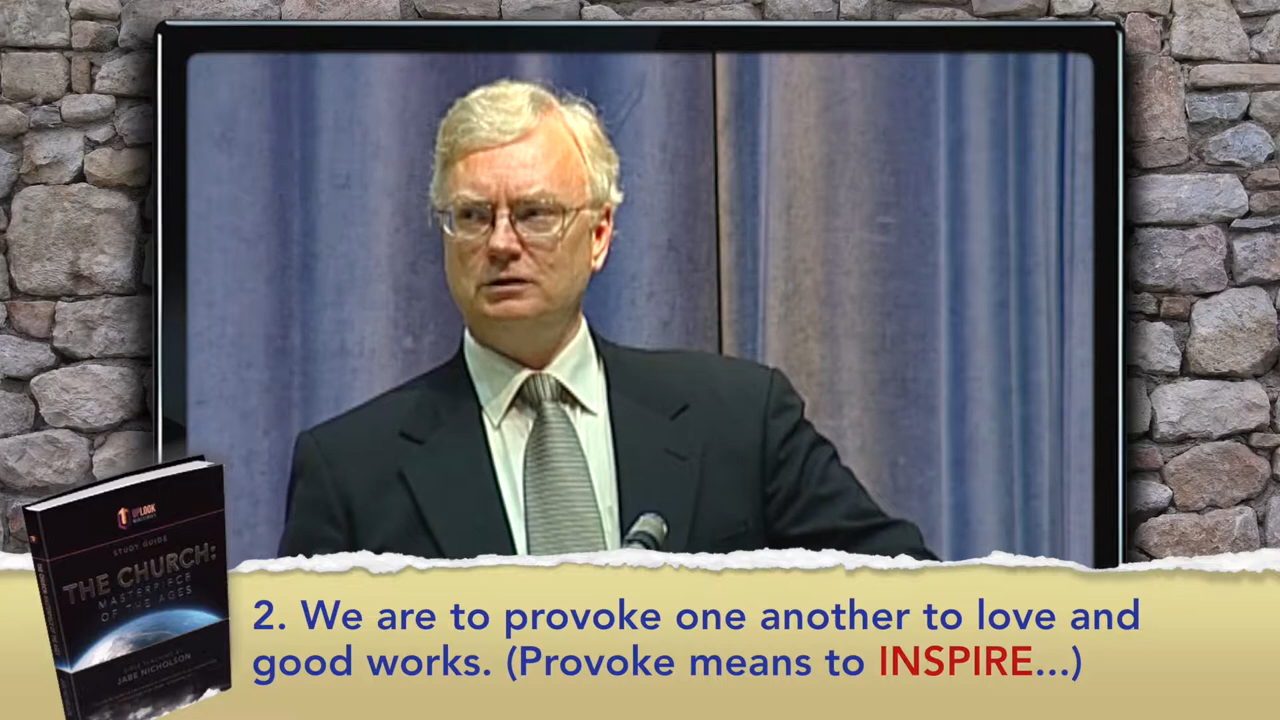 2. We are to provoke one another to love and
good works. (Provoke means to INSPIRE...)
UPLOOK
STUDY GUIDE
THE CHURCH:
MASTERPIECE
OF THE AGES
JABE NICHOLSON